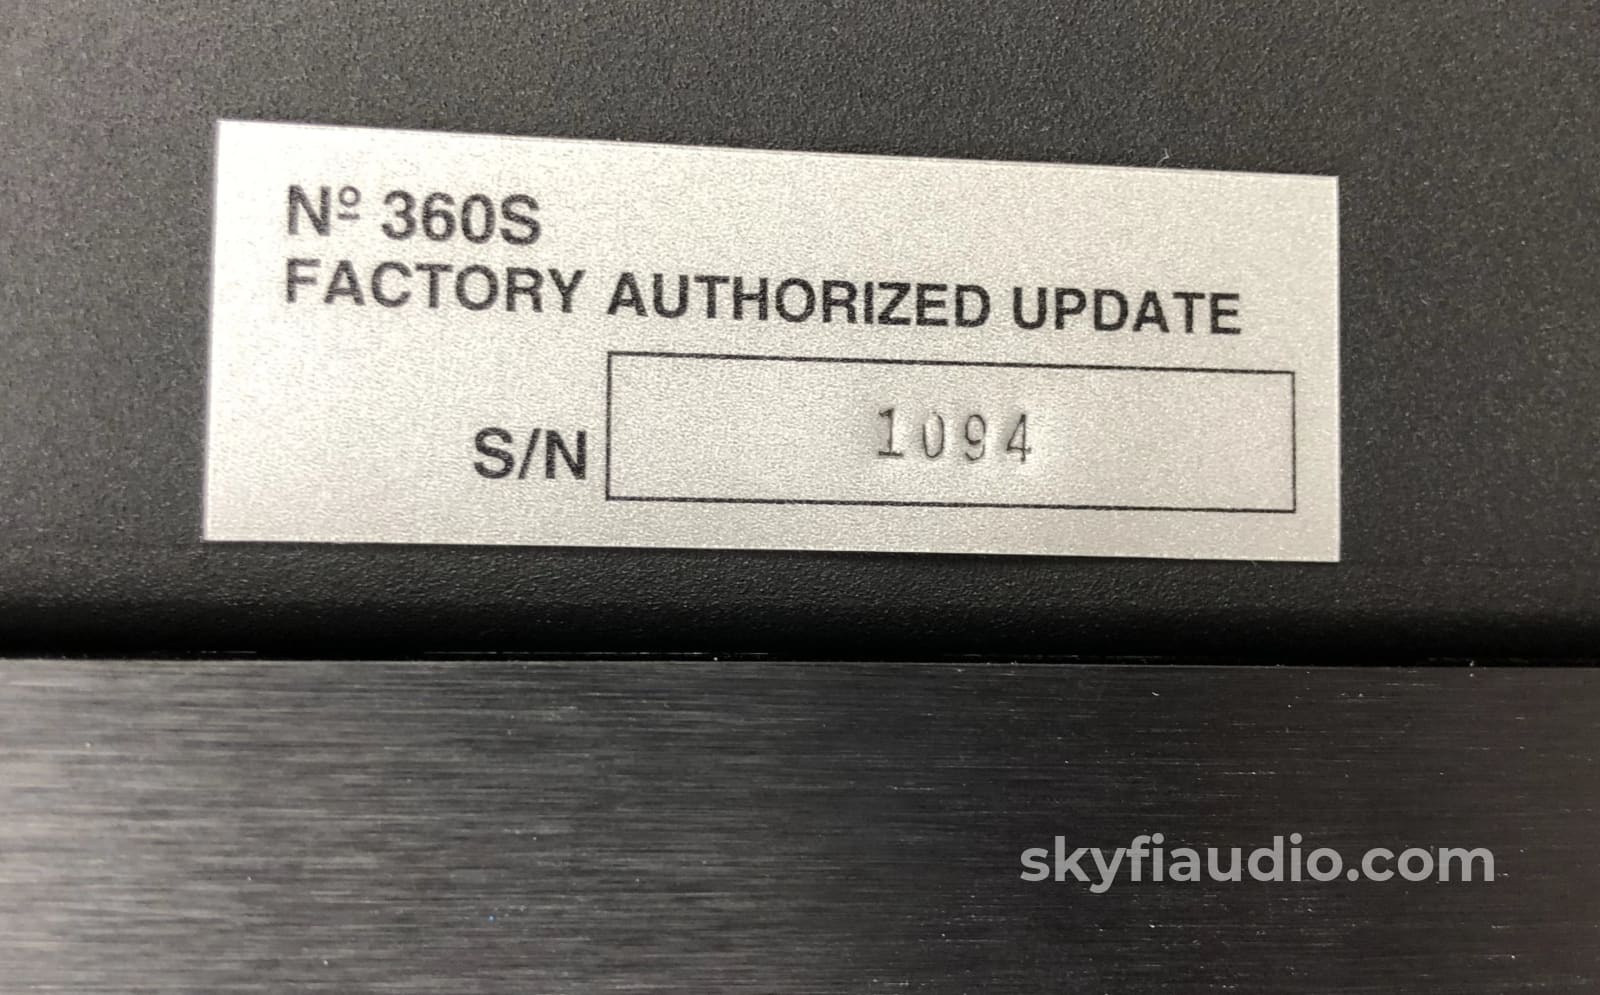 Nº 360S
FACTORY AUTHORIZED UPDATE
S/N 1094
skyfiaudio.com